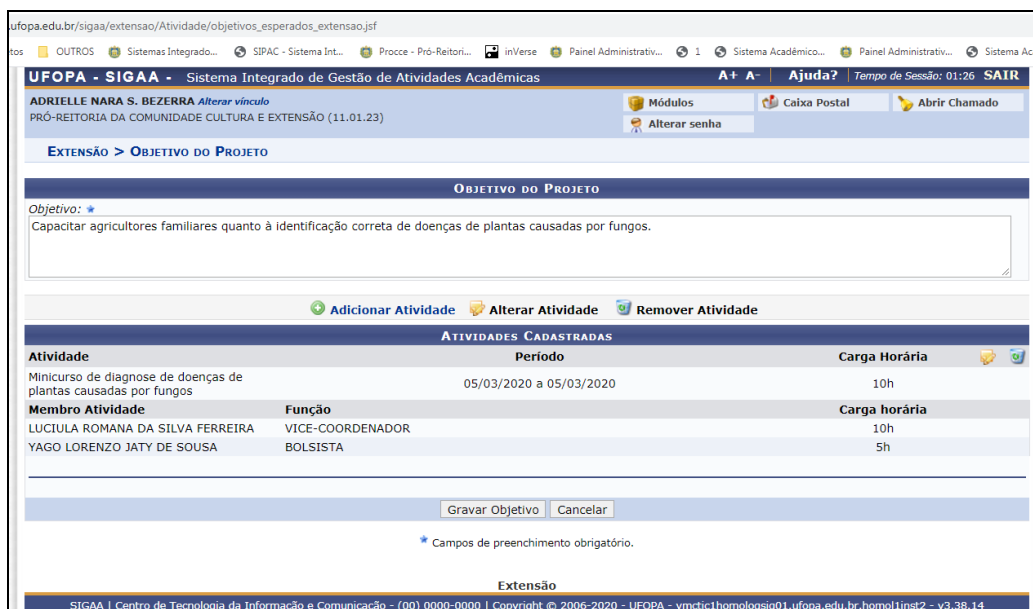 .ufopa.edu.br/sigaa/extensao/Atividade/objetivos_esperados_extensao.jsf
tos OUTROS Sistemas Integrado... SIPAC - Sistema Int... Procce - Pró-Reitori... inVerse Painel Administrativ... 1 Sistema Acadêmico... Painel Administrativ... Sistema Ac
UFOPA - SIGAA - Sistema Integrado de Gestão de Atividades Acadêmicas A+ A- Ajuda? Tempo de Sessão: 01:26 SAIR
ADRIELLE NARA S. BEZERRA Alterar vínculo Módulos Caixa Postal Abrir Chamado
PRÓ-REITORIA DA COMUNIDADE CULTURA E EXTENSÃO (11.01.23) Alterar senha
EXTENSÃO > OBJETIVO DO PROJETO
OBJETIVO DO PROJETO
Objetivo:
Capacitar agricultores familiares quanto à identificação correta de doenças de plantas causadas por fungos.
Adicionar Atividade Alterar Atividade Remover Atividade
ATIVIDADES CADASTRADAS
Atividade Período Carga Horária
Minicurso de diagnose de doenças de
plantas causadas por fungos 05/03/2020 a 05/03/2020 10h
Membro Atividade Função Carga horária
LUCIULA ROMANA DA SILVA FERREIRA VICE-COORDENADOR 10h
YAGO LORENZO JATY DE SOUSA BOLSISTA 5h
Gravar Objetivo Cancelar
Campos de preenchimento obrigatório.
Extensão
SIGAA | Centro de Tecnologia da Informação e Comunicação - (00) 0000-0000 | Copyright © 2006-2020 - UFOPA - vmctic1homologsig01.ufopa.edu.br.homol1inst2 - v3.38.14